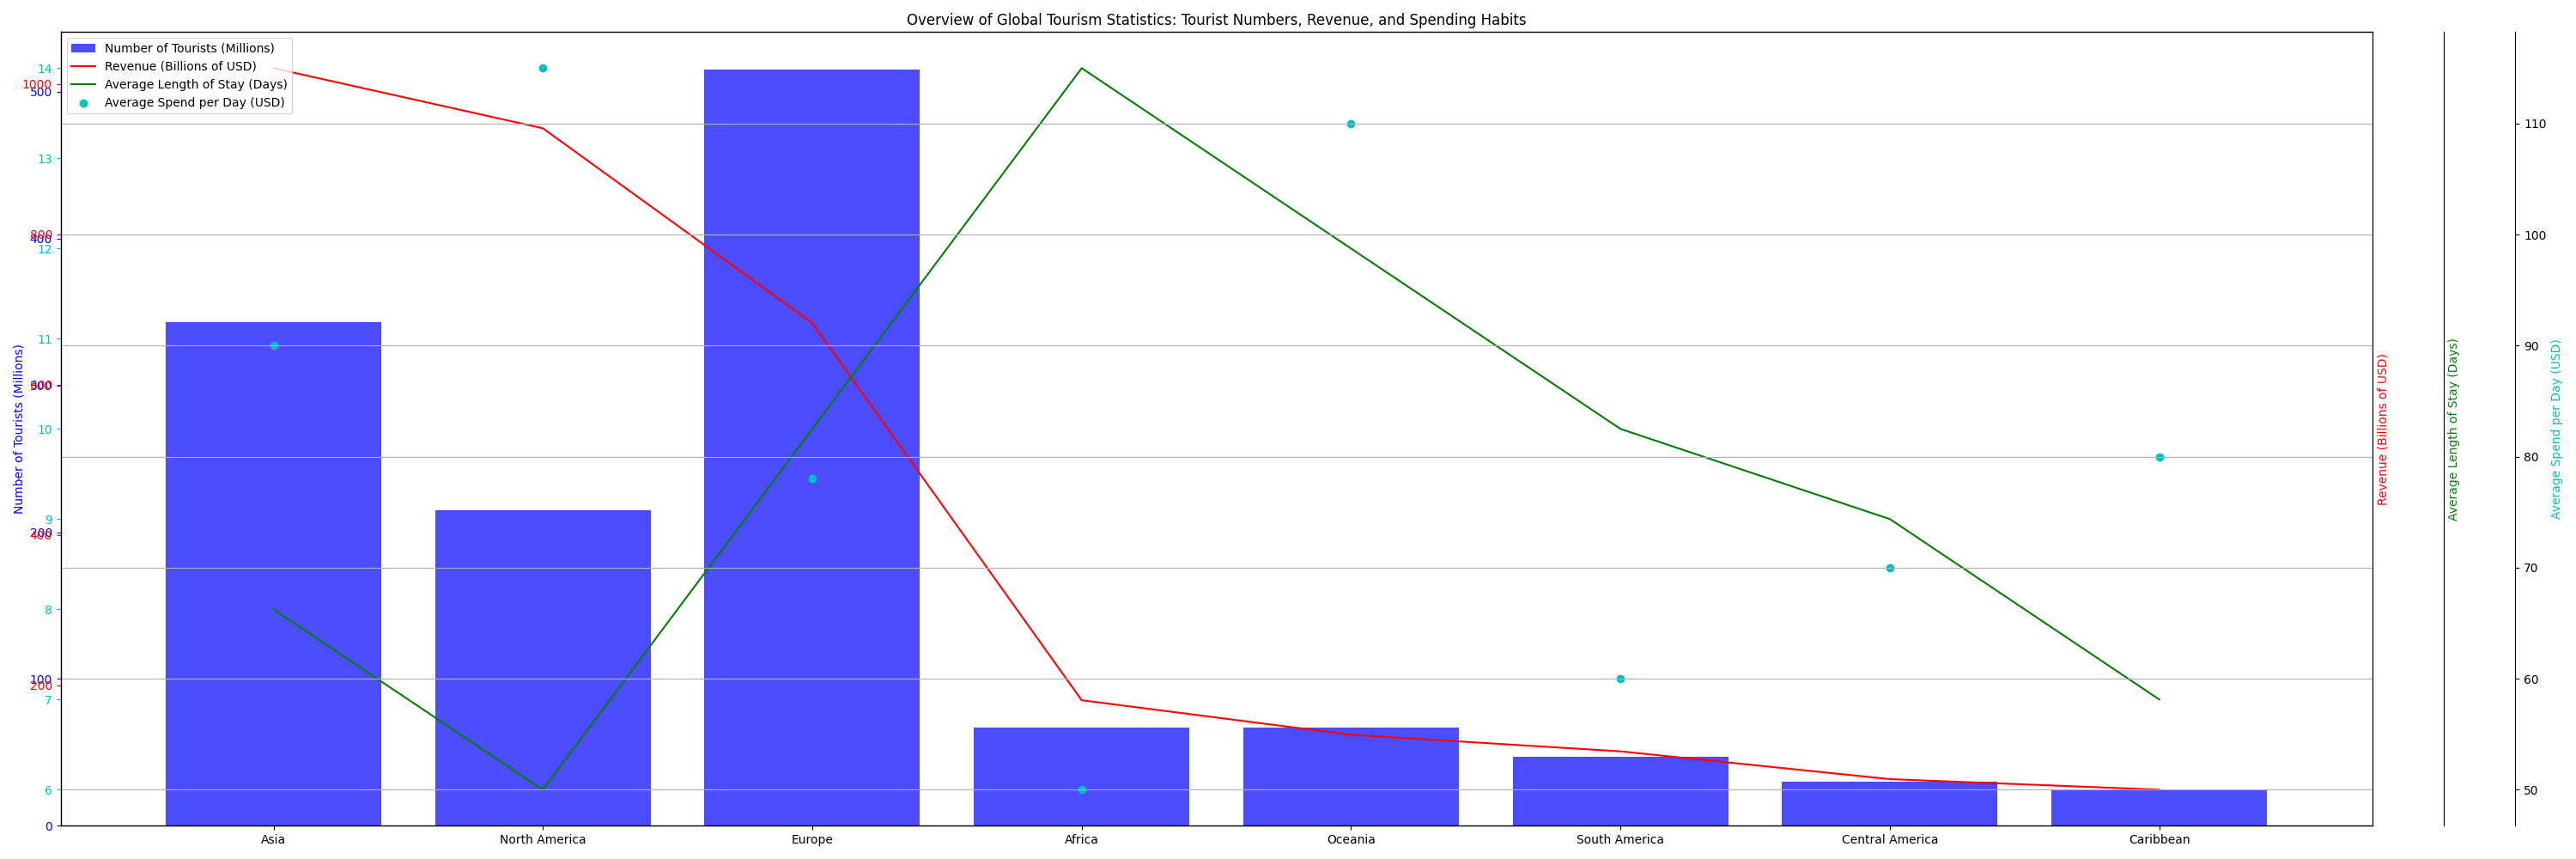 Overview of Global Tourism Statistics: Tourist Numbers, Revenue, and Spending Habits
Number of Tourists (Millions)
Revenue (Billions of USD)
Average Length of Stay (Days)
Average Spend per Day (USD)
14
1000
500
13
800
400
12
11
600
300
10
9
200
400
8
100
200
7
6
0
Number of Tourists (Millions)
Revenue (Billions of USD)
Average Length of Stay (Days)
110
100
90
80
70
60
50
Average Spend per Day (USD)
Asia
North America
Europe
Africa
Oceania
South America
Central America
Caribbean